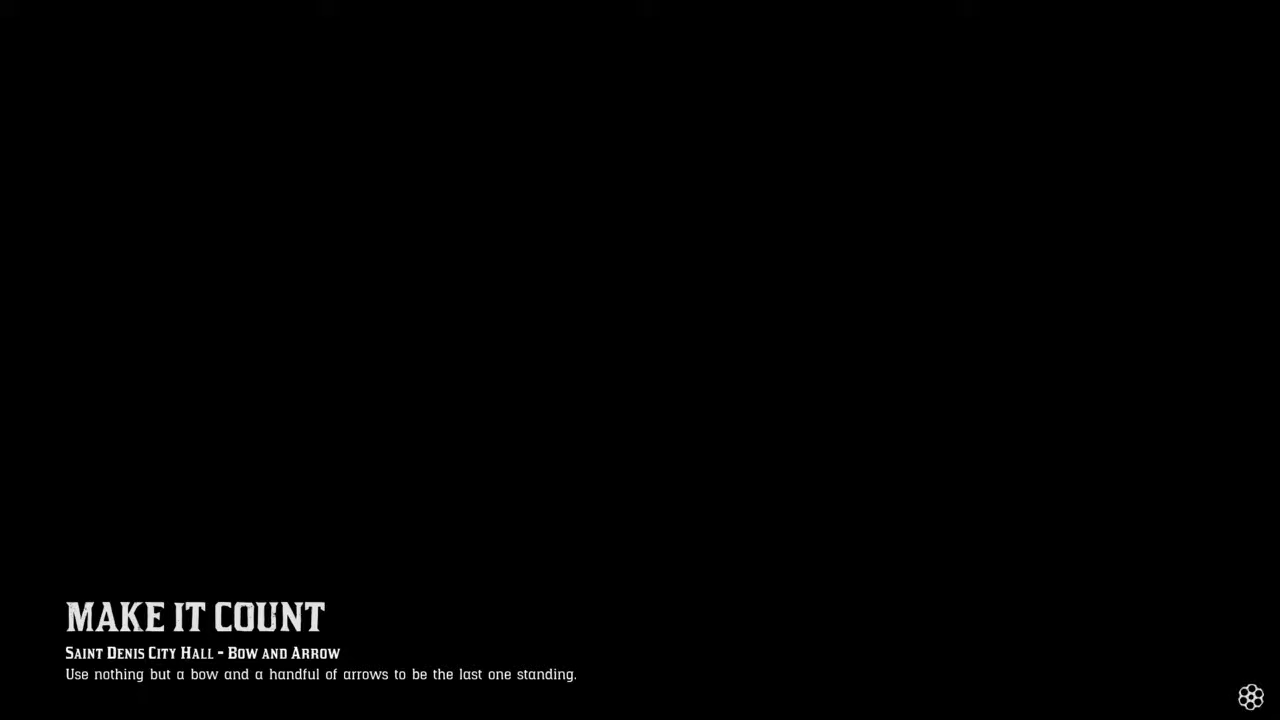 MAKE IT COUNT
Saint Denis City Hall - Bow and Arrow
Use nothing but a bow and a handful of arrows to be the last one standing.